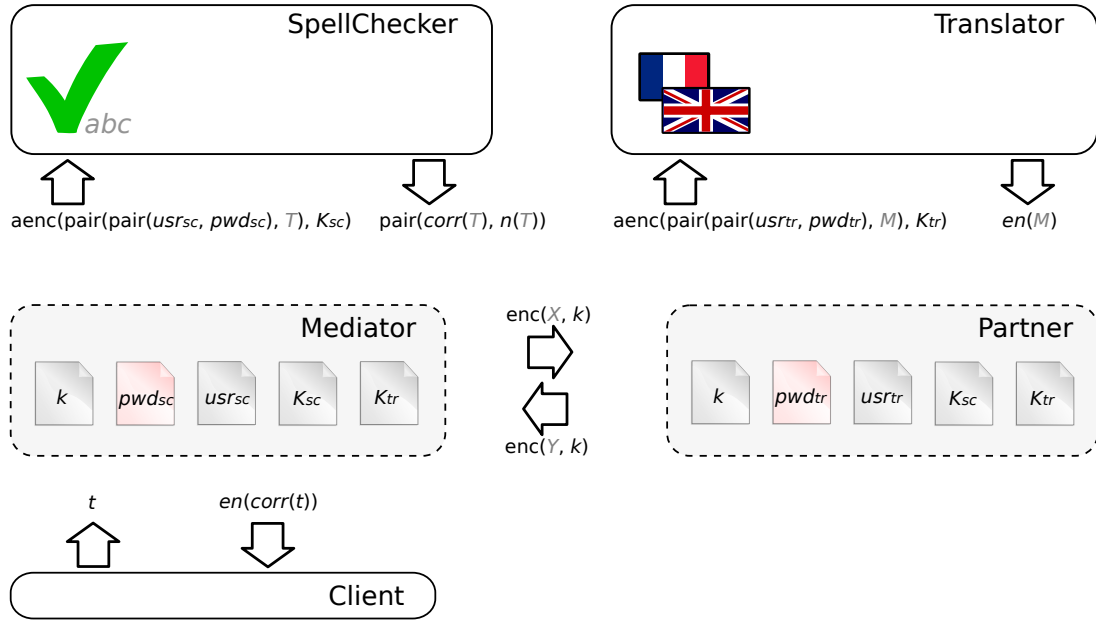 SpellChecker
abc
Translator
aenc(pair(pair(usrsc, pwdsc), T), Ksc)
pair(corr(T), n(T))
aenc(pair(pair(usrtr, pwdtr), M), Ktr)
en(M)
Mediator
k
pwdsc
usrsc
Ksc
Ktr
enc(X, k)
enc(Y, k)
Partner
k
pwdtr
usrtr
Ksc
Ktr
t
en(corr(t))
Client